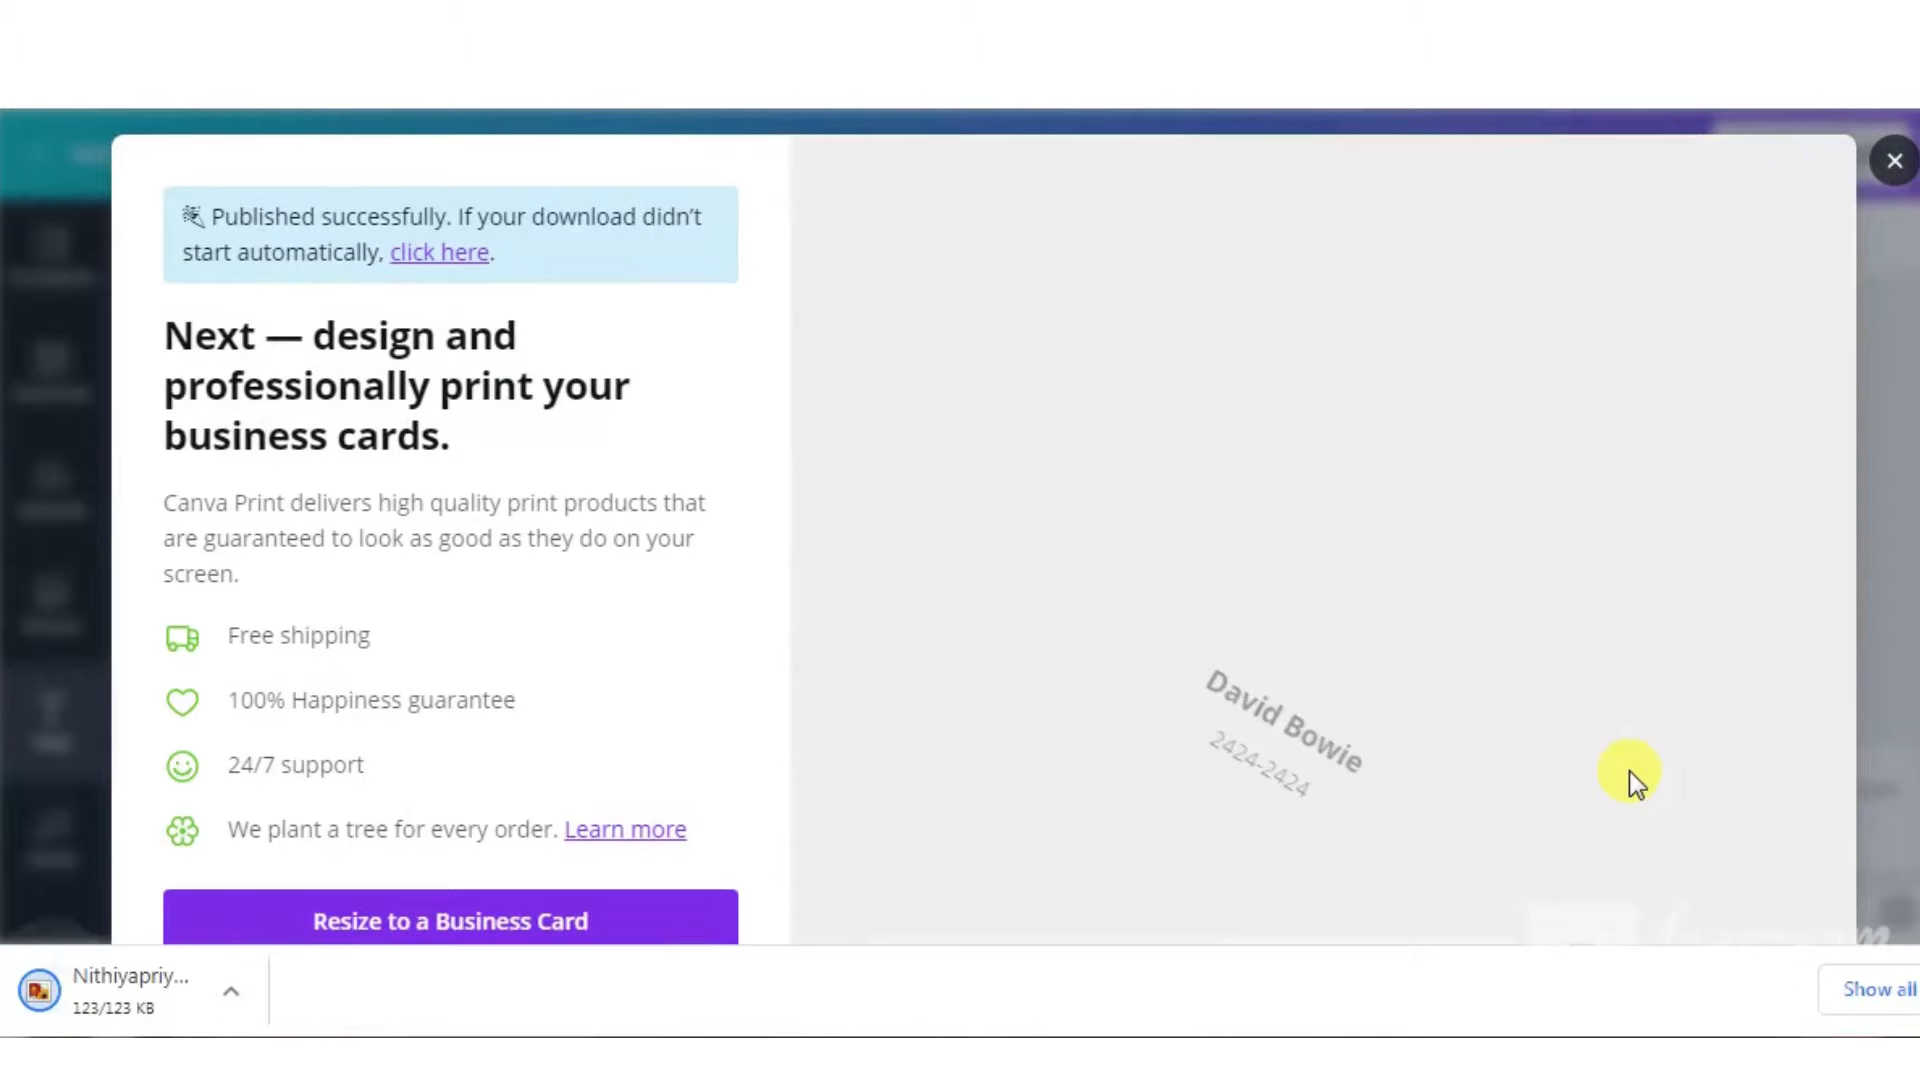 Published successfully. If your download didn’t
start automatically, click here.
Next — design and
professionally print your
business cards.
Canva Print delivers high quality print products that
are guaranteed to look as good as they do on your
screen.
Free shipping
100% Happiness guarantee
24/7 support
We plant a tree for every order. Learn more
Resize to a Business Card
David Bowie
2424-2424
Nithiyapriy...
123/123 KB
Show all